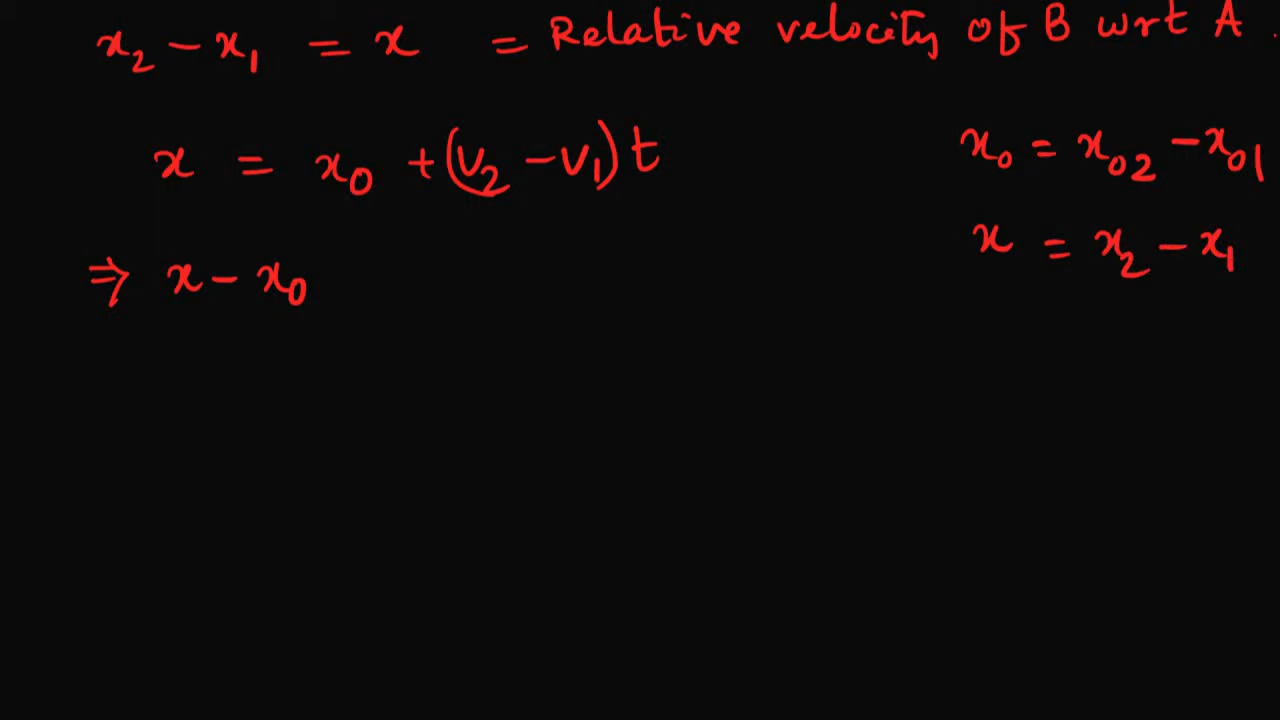 x₂ - x₁ = x = Relative velocity of B wrt A.
x = x₀ + (v₂ - v₁) t
x₀ = x₀₂ - x₀₁
x = x₂ - x₁
⇒ x - x₀